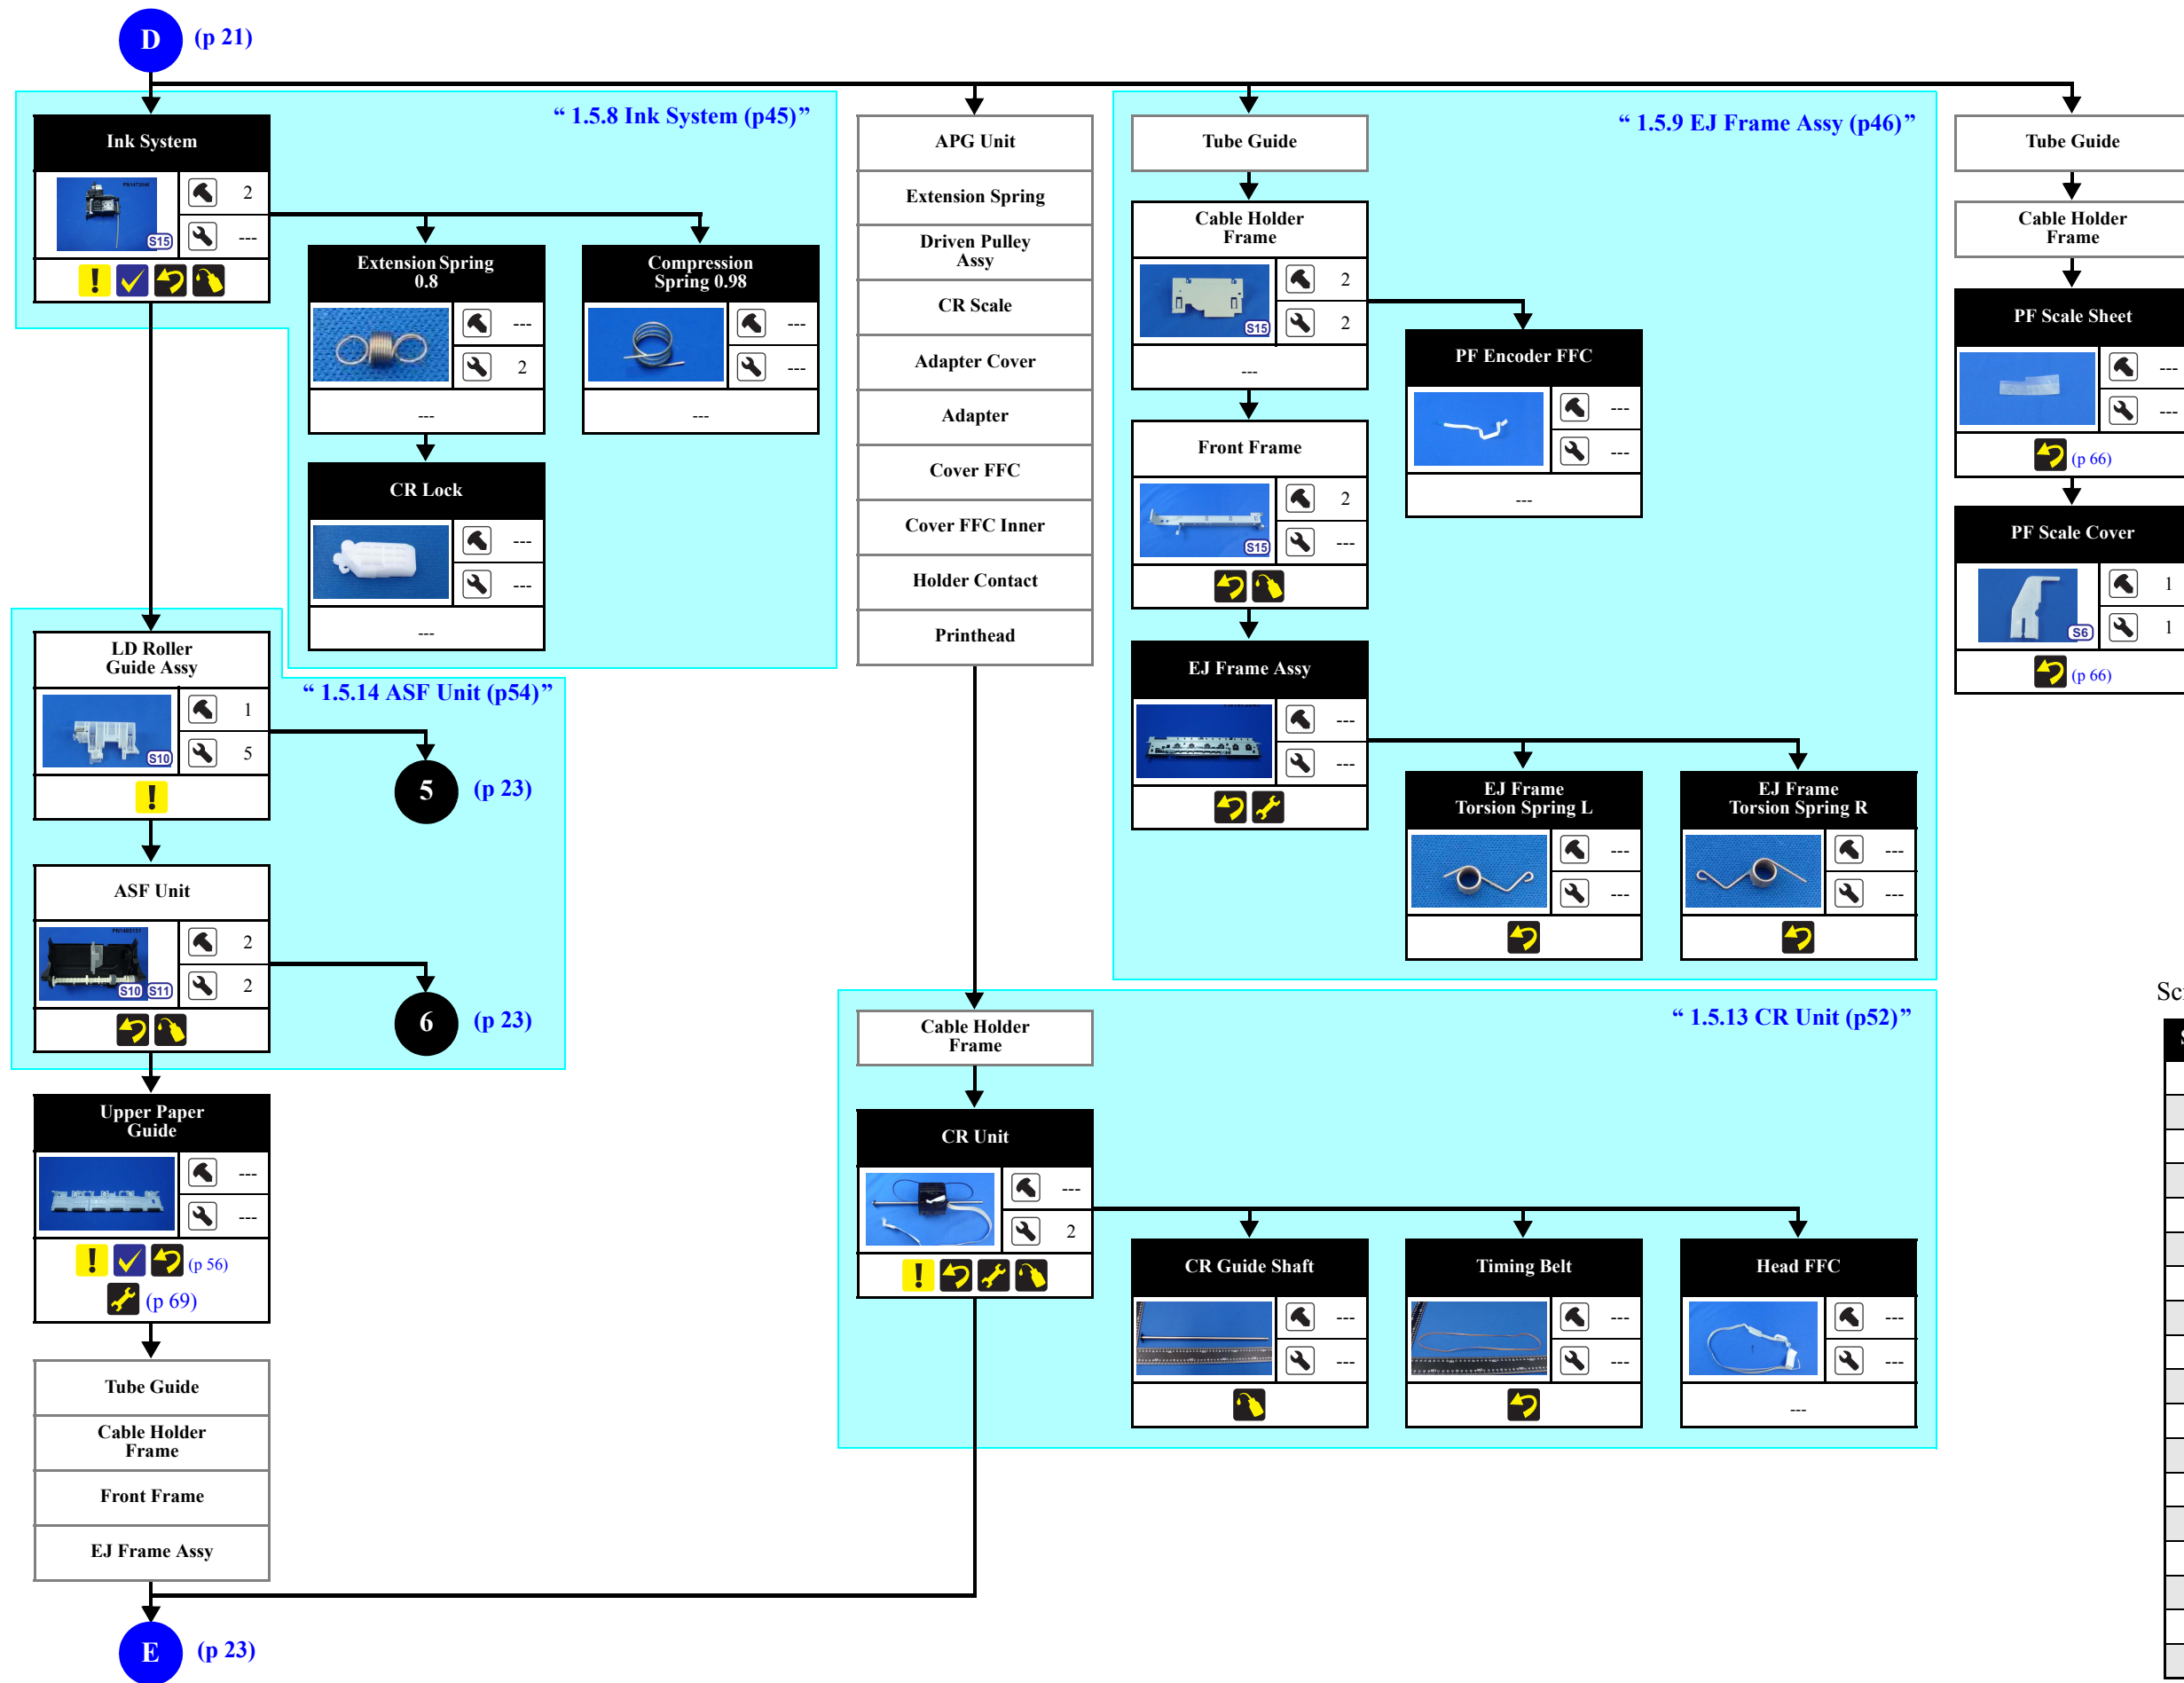 D (p 21)
“ 1.5.8 Ink System (p45)”
Ink System
2
S15
---
Extension Spring
0.8
---
2
---
Compression
Spring 0.98
---
---
---
CR Lock
---
---
---
“ 1.5.14 ASF Unit (p54)”
LD Roller
Guide Assy
1
S10
5
5 (p 23)
ASF Unit
2
S10 S11
2
6 (p 23)
Upper Paper
Guide
---
---
(p 56)
(p 69)
Tube Guide
Cable Holder
Frame
Front Frame
EJ Frame Assy
E (p 23)
APG Unit
Extension Spring
Driven Pulley
Assy
CR Scale
Adapter Cover
Adapter
Cover FFC
Cover FFC Inner
Holder Contact
Printhead
“ 1.5.9 EJ Frame Assy (p46)”
Tube Guide
Cable Holder
Frame
2
S15
2
---
PF Encoder FFC
---
---
---
Front Frame
2
S15
---
EJ Frame Assy
---
---
EJ Frame
Torsion Spring L
---
---
EJ Frame
Torsion Spring R
---
---
“ 1.5.13 CR Unit (p52)”
Cable Holder
Frame
CR Unit
---
2
CR Guide Shaft
---
---
Timing Belt
---
---
Head FFC
---
---
---
Tube Guide
Cable Holder
Frame
PF Scale Sheet
---
---
(p 66)
PF Scale Cover
1
S6
1
(p 66)